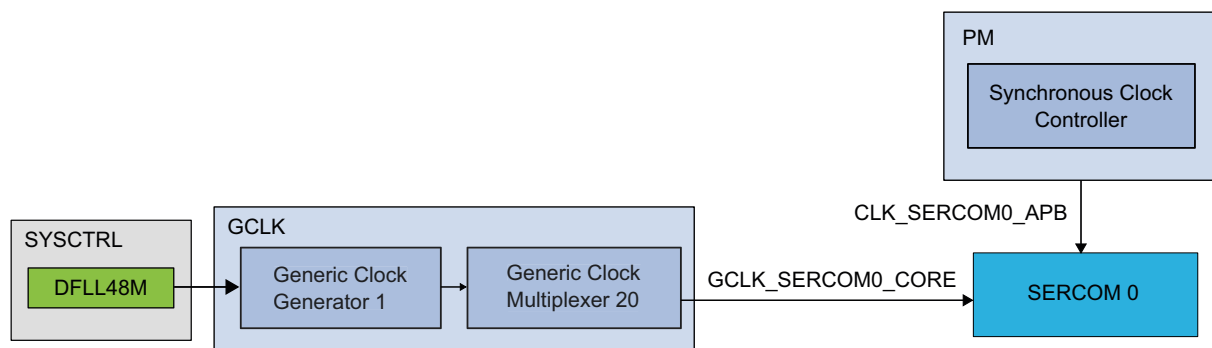 PM
Synchronous Clock
Controller
CLK_SERCOM0_APB
SYSCTRL
DFLL48M
GCLK
Generic Clock
Generator 1
Generic Clock
Multiplexer 20
GCLK_SERCOM0_CORE
SERCOM 0